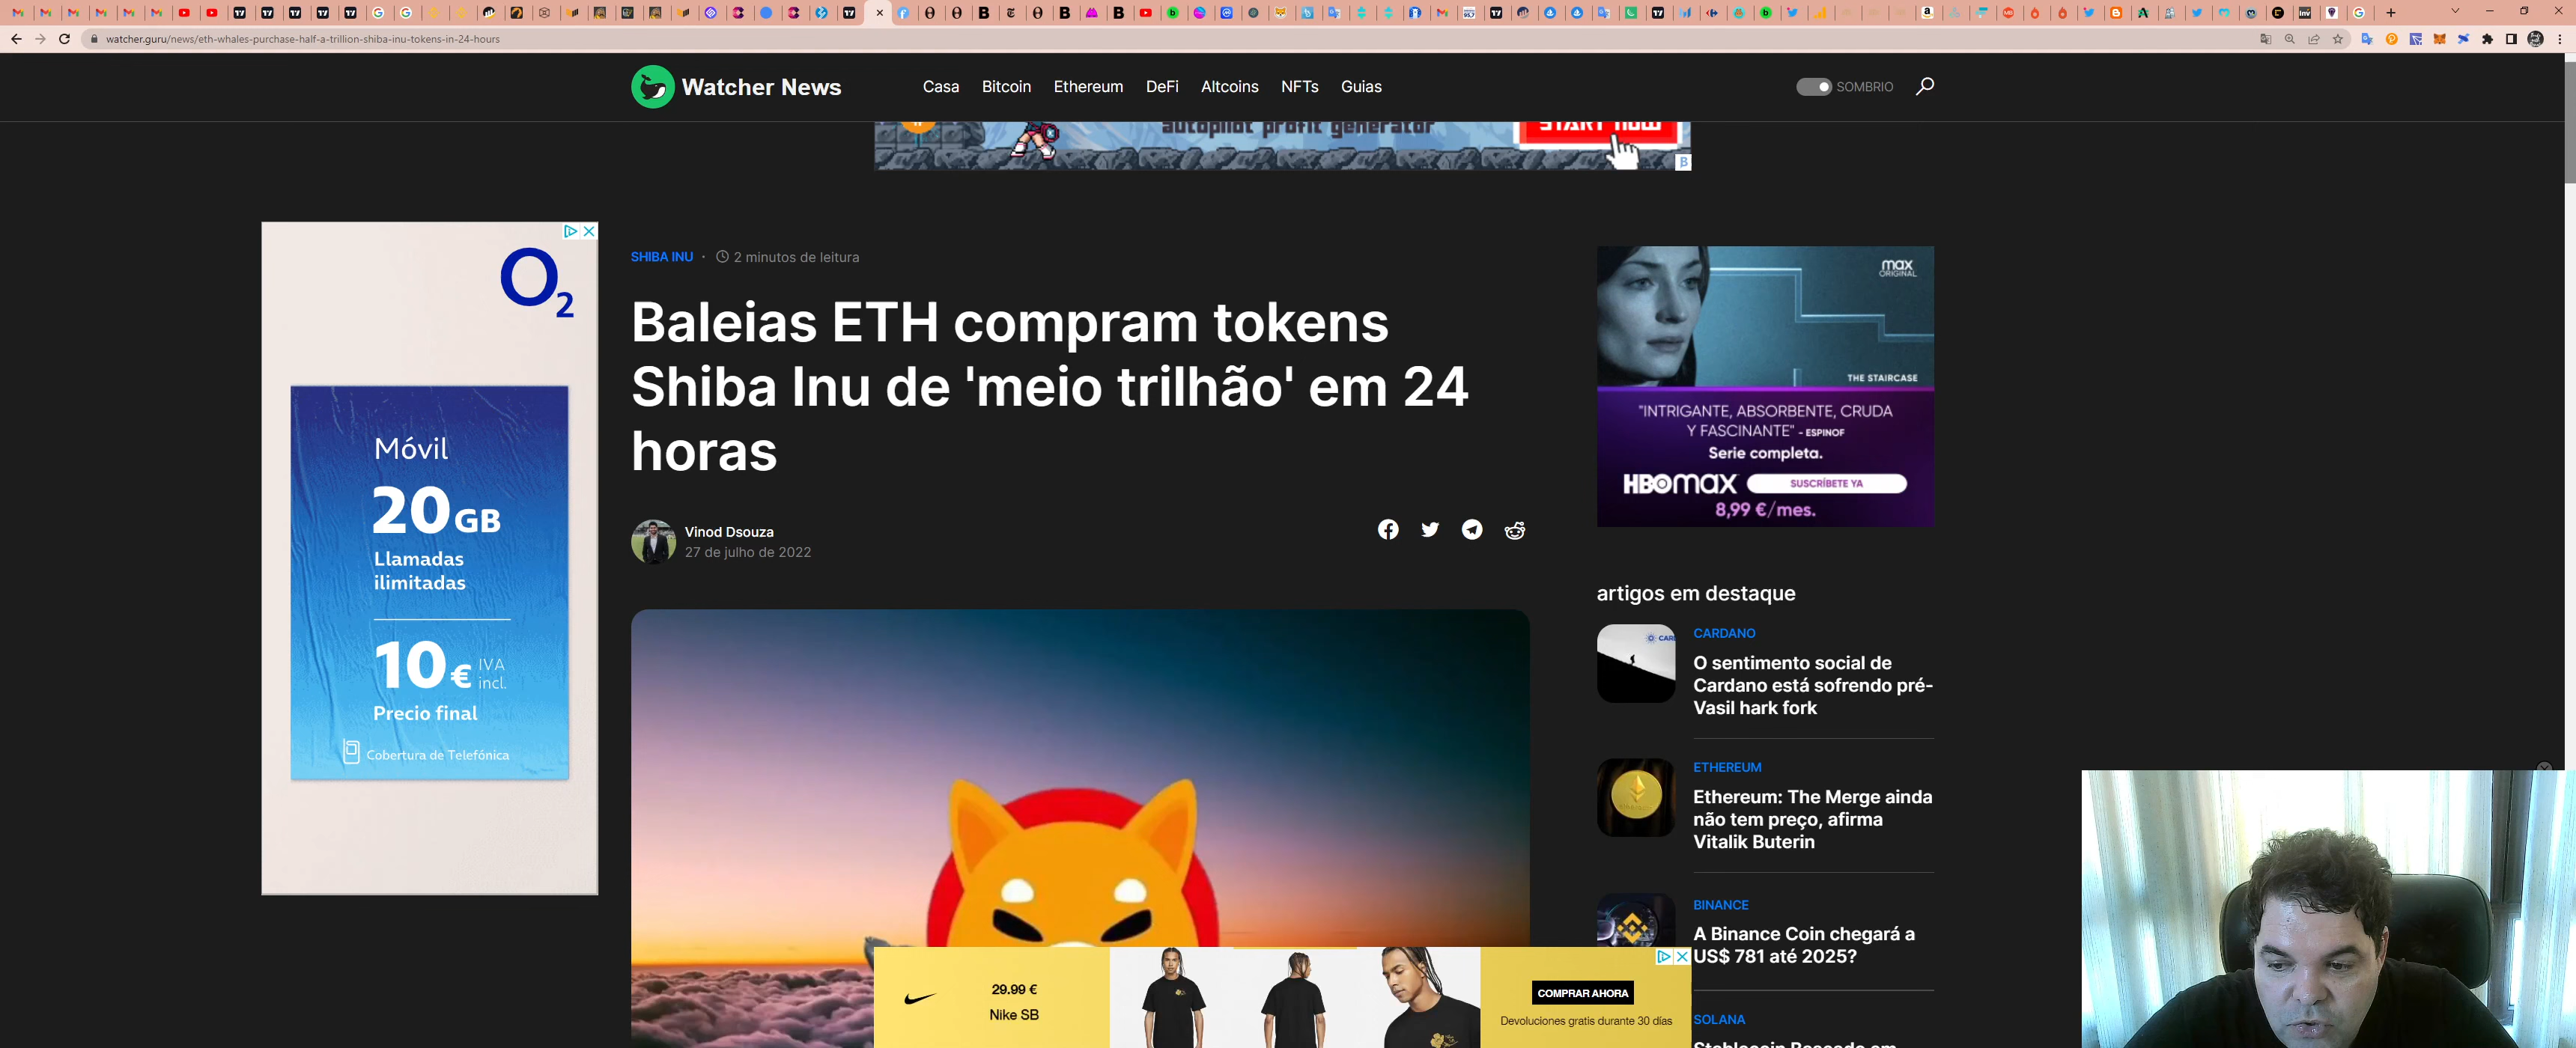 watcher.guru/news/eth-whales-purchase-half-a-trillion-shiba-inu-tokens-in-24-hours
Watcher News
Casa
Bitcoin
Ethereum
DeFi
Altcoins
NFTs
Guias
SOMBRIO
autopilot profit generator
START NOW
O2
Móvil
20GB
Llamadas
ilimitadas
10€ IVA
incl.
Precio final
Cobertura de Telefónica
SHIBA INU · 2 minutos de leitura
Baleias ETH compram tokens
Shiba Inu de 'meio trilhão' em 24
horas
Vinod Dsouza
27 de julho de 2022
max
ORIGINAL
THE STAIRCASE
"INTRIGANTE, ABSORBENTE, CRUDA
Y FASCINANTE" - ESPINOF
Serie completa.
HBOmax SUSCRÍBETE YA
8,99 €/mes.
artigos em destaque
CARDANO
O sentimento social de
Cardano está sofrendo pré-
Vasil hark fork
ETHEREUM
Ethereum: The Merge ainda
não tem preço, afirma
Vitalik Buterin
BINANCE
A Binance Coin chegará a
US$ 781 até 2025?
SOLANA
29.99 €
Nike SB
COMPRAR AHORA
Devoluciones gratis durante 30 días